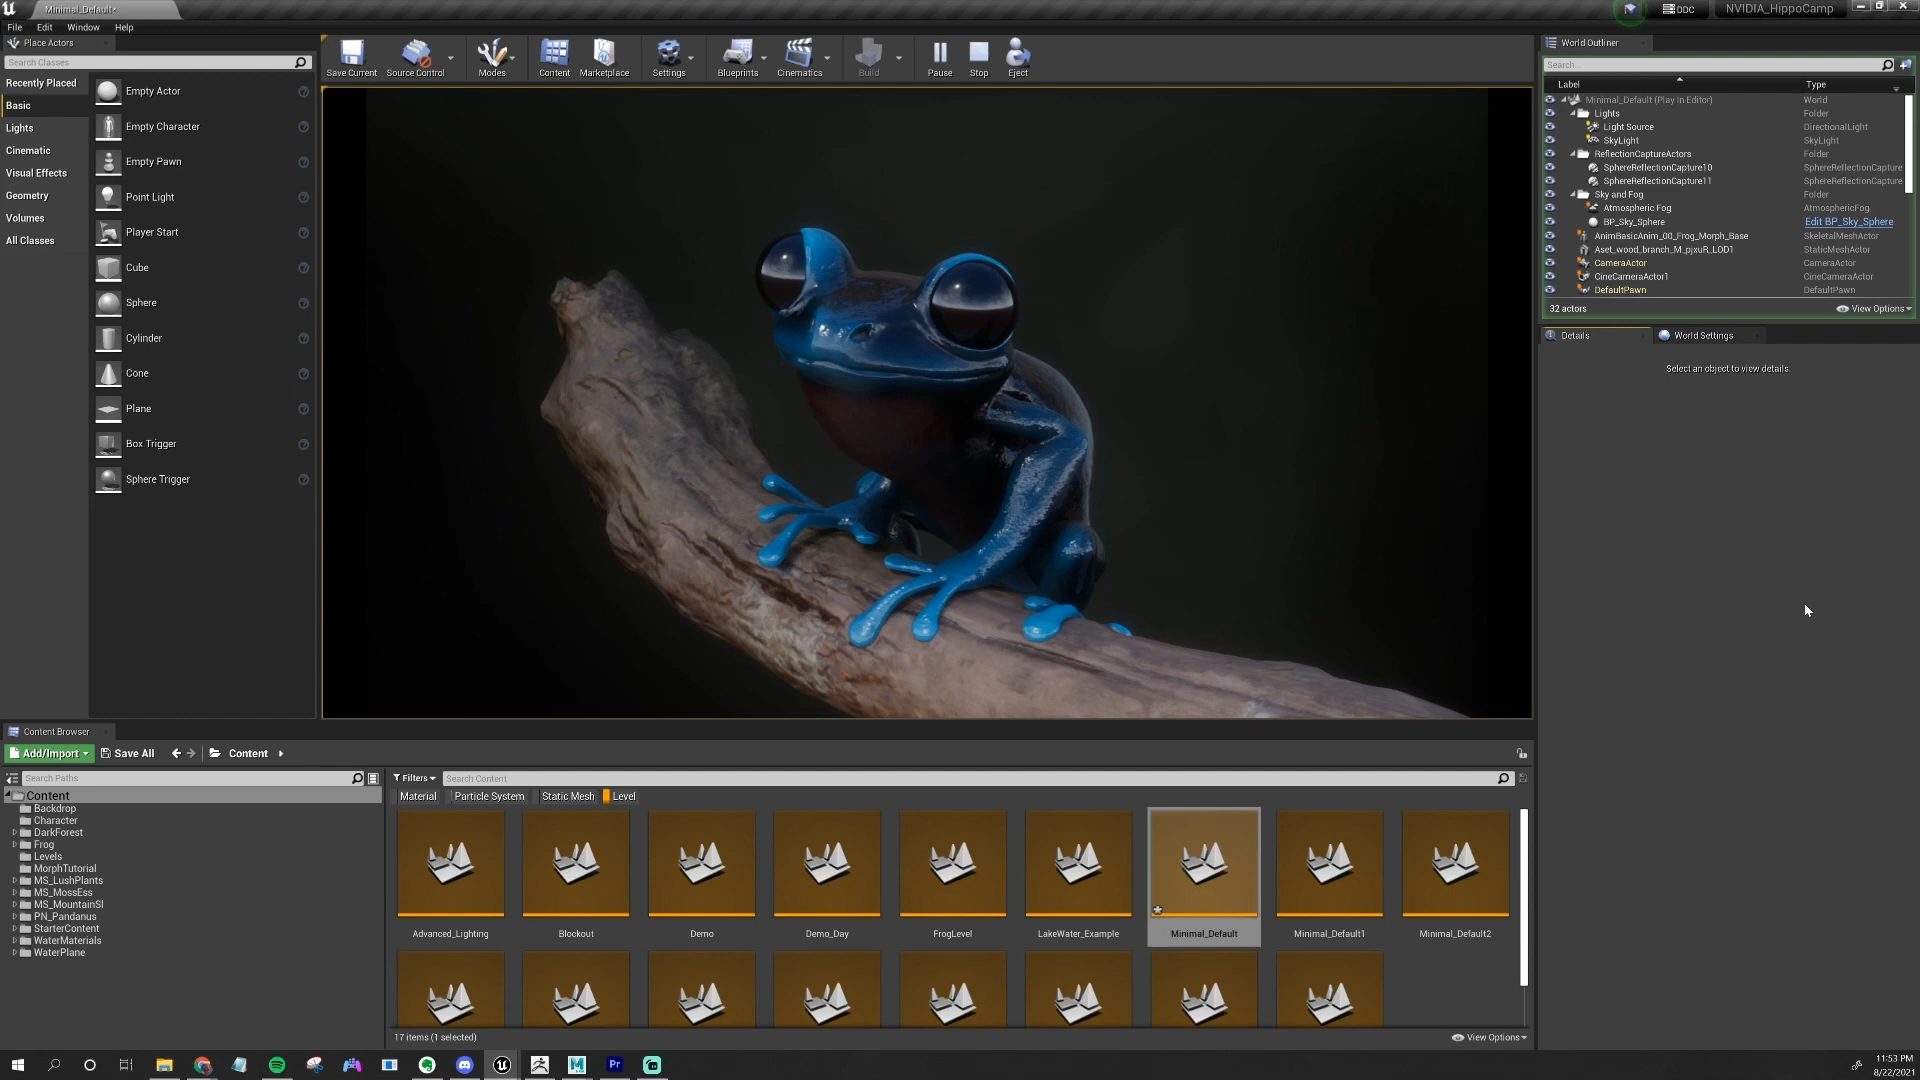 Minimal_Default*
DDC
NVIDIA_HippoCamp
File Edit Window Help
Place Actors
Search Classes
Recently Placed
Basic
Lights
Cinematic
Visual Effects
Geometry
Volumes
All Classes
Empty Actor
Empty Character
Empty Pawn
Point Light
Player Start
Cube
Sphere
Cylinder
Cone
Plane
Box Trigger
Sphere Trigger
Save Current Source Control Modes Content Marketplace Settings Blueprints Cinematics Build Pause Stop Eject
World Outliner
Search...
Label Type
Minimal_Default (Play In Editor) World
Lights Folder
Light Source DirectionalLight
SkyLight SkyLight
ReflectionCaptureActors Folder
SphereReflectionCapture10 SphereReflectionCapture
SphereReflectionCapture11 SphereReflectionCapture
Sky and Fog Folder
Atmospheric Fog AtmosphericFog
BP_Sky_Sphere Edit BP_Sky_Sphere
AnimBasicAnim_00_Frog_Morph_Base SkeletalMeshActor
Aset_wood_branch_M_pjxuR_LOD1 StaticMeshActor
CameraActor CameraActor
CineCameraActor1 CineCameraActor
DefaultPawn DefaultPawn
32 actors View Options
Details World Settings
Select an object to view details.
Content Browser
Add/Import Save All Content
Search Paths
Content
Backdrop
Character
DarkForest
Frog
Levels
MorphTutorial
MS_LushPlants
MS_MossEss
MS_MountainSl
PN_Pandanus
StarterContent
WaterMaterials
WaterPlane
Filters Search Content
Material Particle System Static Mesh Level
Advanced_Lighting Blockout Demo Demo_Day FrogLevel LakeWater_Example Minimal_Default Minimal_Default1 Minimal_Default2
17 items (1 selected) View Options
Pr
11:53 PM
8/22/2021